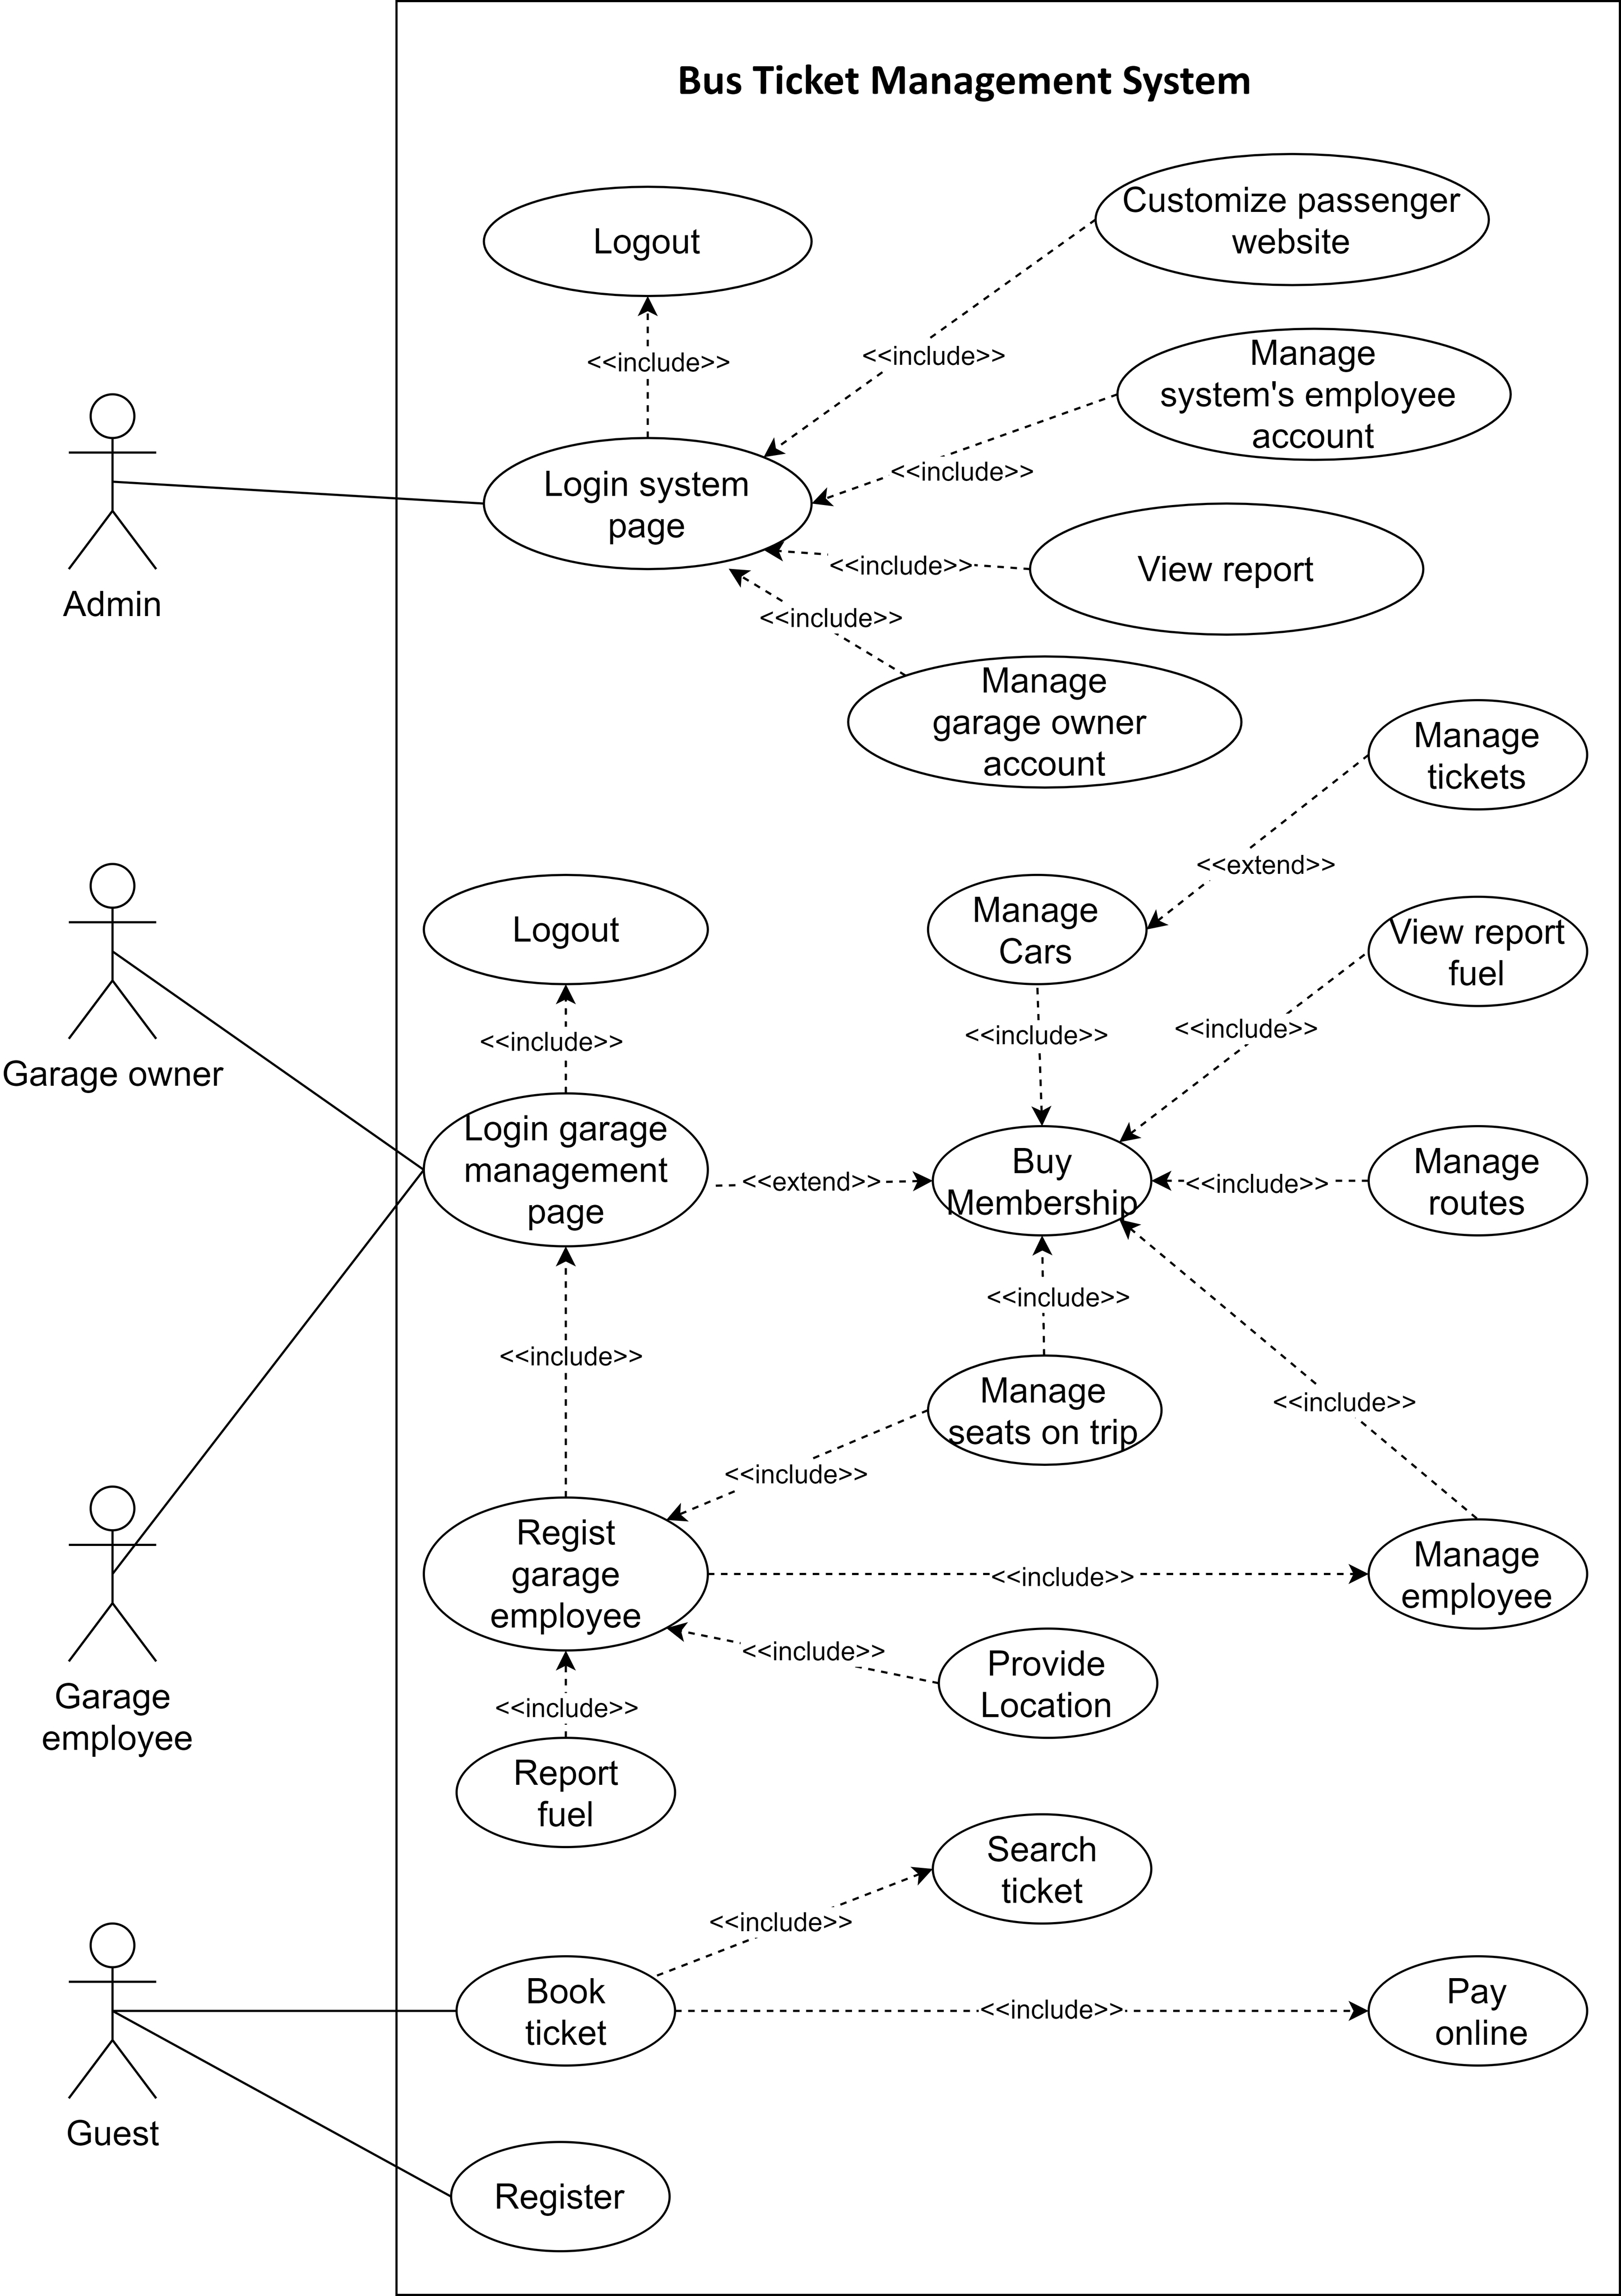 Bus Ticket Management System
Customize passenger
website
Logout
<<include>>
<<include>>
Manage
system's employee
account
<<include>>
Login system
page
<<include>>
View report
Admin
<<include>>
Manage
garage owner
account
Manage
tickets
<<extend>>
Logout
Manage
Cars
View report
fuel
<<include>>
<<include>>
<<include>>
Garage owner
Login garage
management
page
<<extend>>
Buy
Membership
<<include>>
Manage
routes
<<include>>
<<include>>
Manage
seats on trip
<<include>>
<<include>>
Regist
garage
employee
<<include>>
Manage
employee
<<include>>
Provide
Location
Garage
employee
<<include>>
Report
fuel
Search
ticket
<<include>>
Book
ticket
<<include>>
Pay
online
Guest
Register